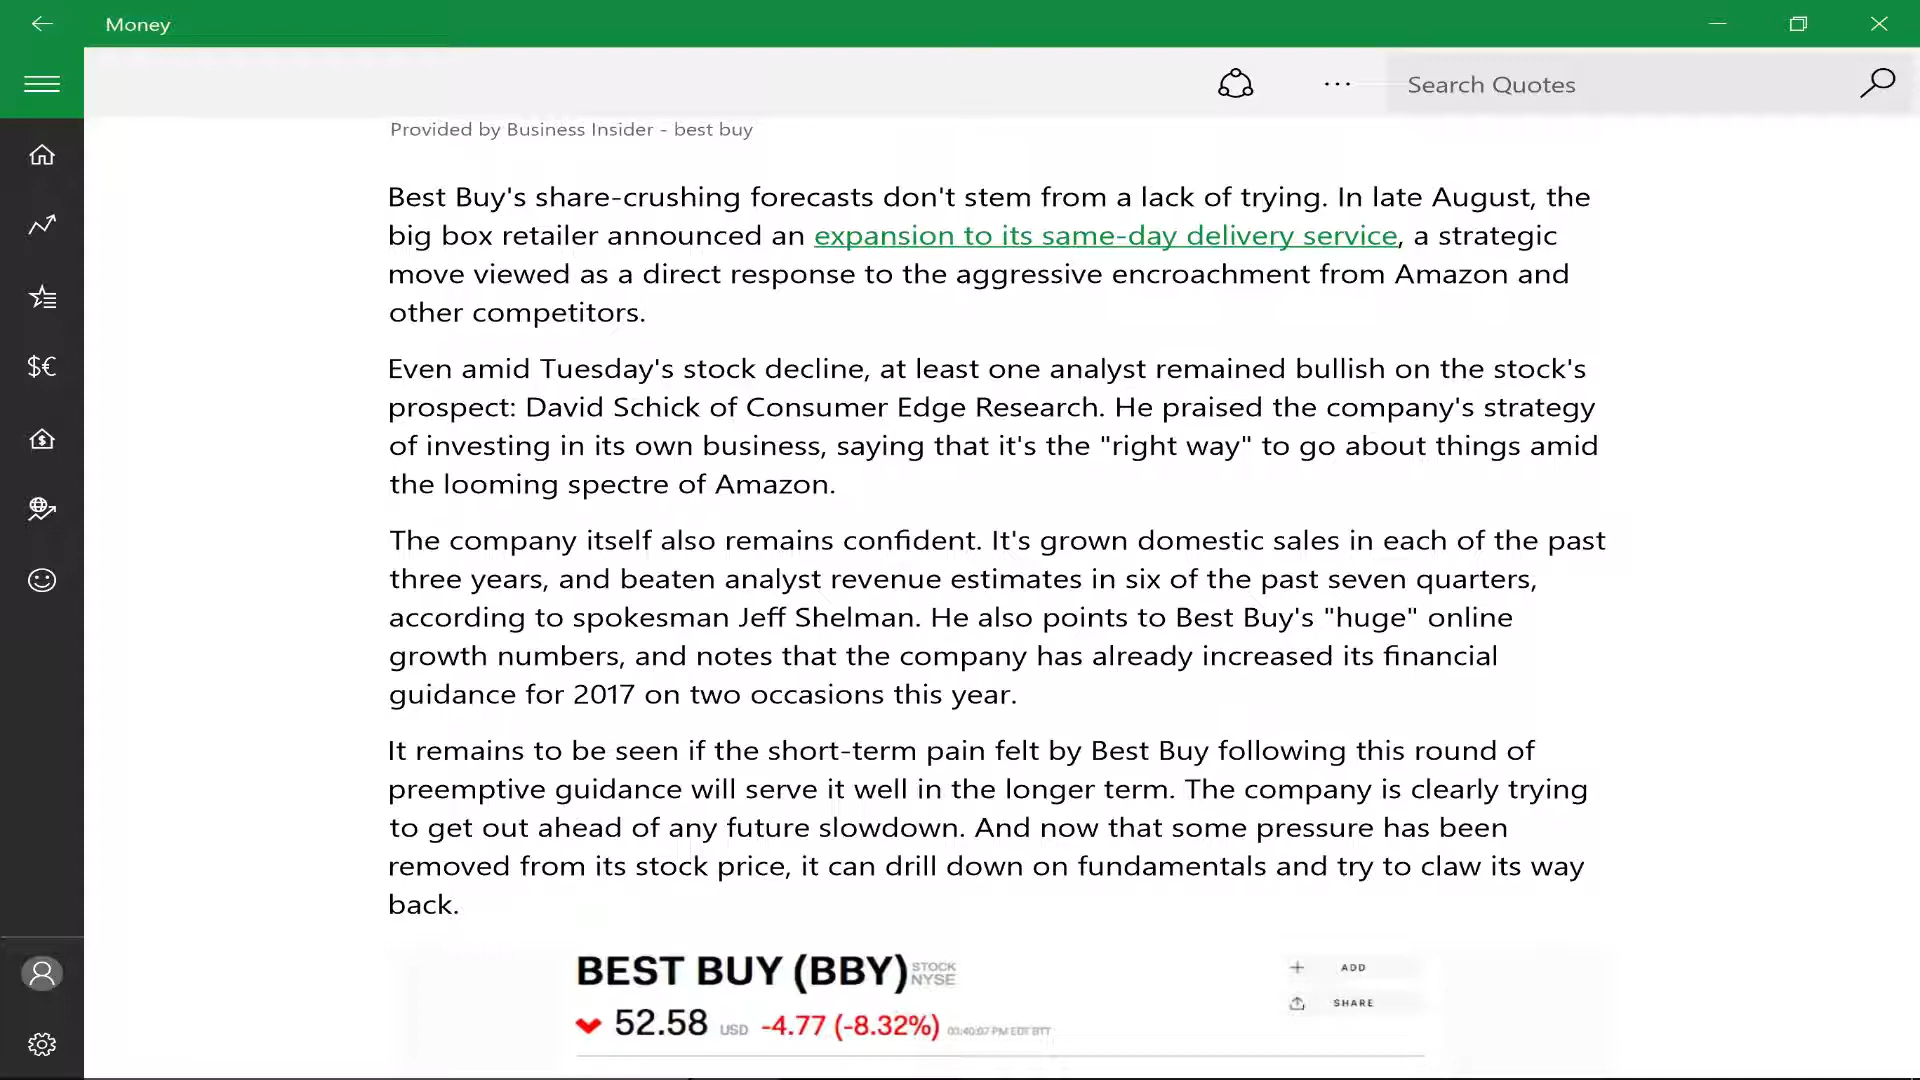 Money
Search Quotes
Provided by Business Insider - best buy
Best Buy's share-crushing forecasts don't stem from a lack of trying. In late August, the
big box retailer announced an expansion to its same-day delivery service, a strategic
move viewed as a direct response to the aggressive encroachment from Amazon and
other competitors.
Even amid Tuesday's stock decline, at least one analyst remained bullish on the stock's
prospect: David Schick of Consumer Edge Research. He praised the company's strategy
of investing in its own business, saying that it's the "right way" to go about things amid
the looming spectre of Amazon.
The company itself also remains confident. It's grown domestic sales in each of the past
three years, and beaten analyst revenue estimates in six of the past seven quarters,
according to spokesman Jeff Shelman. He also points to Best Buy's "huge" online
growth numbers, and notes that the company has already increased its financial
guidance for 2017 on two occasions this year.
It remains to be seen if the short-term pain felt by Best Buy following this round of
preemptive guidance will serve it well in the longer term. The company is clearly trying
to get out ahead of any future slowdown. And now that some pressure has been
removed from its stock price, it can drill down on fundamentals and try to claw its way
back.
BEST BUY (BBY) STOCK
NYSE
ADD
52.58 USD -4.77 (-8.32%)
SHARE